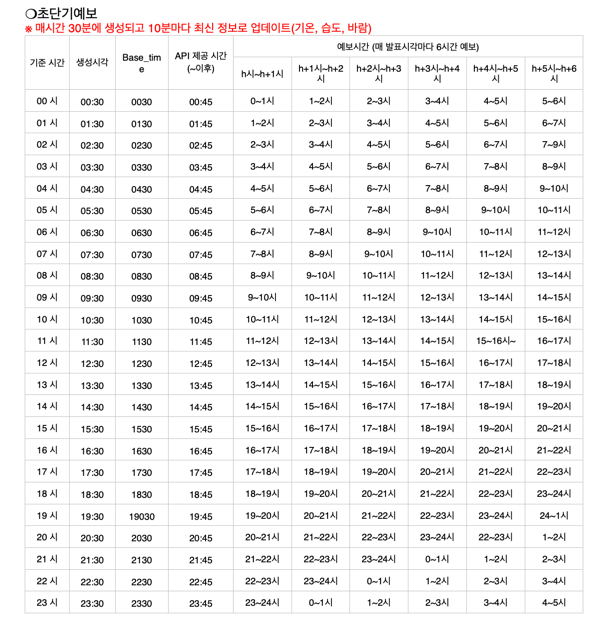 ❍초단기예보
※ 매시간 30분에 생성되고 10분마다 최신 정보로 업데이트(기온, 습도, 바람)
기준 시간 생성시각 Base_time API 제공 시간 (~이후) 예보시간 (매 발표시각마다 6시간 예보)
h시~h+1시 h+1시~h+2시 h+2시~h+3시 h+3시~h+4시 h+4시~h+5시 h+5시~h+6시
00 시 00:30 0030 00:45 0~1시 1~2시 2~3시 3~4시 4~5시 5~6시
01 시 01:30 0130 01:45 1~2시 2~3시 3~4시 4~5시 5~6시 6~7시
02 시 02:30 0230 02:45 2~3시 3~4시 4~5시 5~6시 6~7시 7~9시
03 시 03:30 0330 03:45 3~4시 4~5시 5~6시 6~7시 7~8시 8~9시
04 시 04:30 0430 04:45 4~5시 5~6시 6~7시 7~8시 8~9시 9~10시
05 시 05:30 0530 05:45 5~6시 6~7시 7~8시 8~9시 9~10시 10~11시
06 시 06:30 0630 06:45 6~7시 7~8시 8~9시 9~10시 10~11시 11~12시
07 시 07:30 0730 07:45 7~8시 8~9시 9~10시 10~11시 11~12시 12~13시
08 시 08:30 0830 08:45 8~9시 9~10시 10~11시 11~12시 12~13시 13~14시
09 시 09:30 0930 09:45 9~10시 10~11시 11~12시 12~13시 13~14시 14~15시
10 시 10:30 1030 10:45 10~11시 11~12시 12~13시 13~14시 14~15시 15~16시
11 시 11:30 1130 11:45 11~12시 12~13시 13~14시 14~15시 15~16시~ 16~17시
12 시 12:30 1230 12:45 12~13시 13~14시 14~15시 15~16시 16~17시 17~18시
13 시 13:30 1330 13:45 13~14시 14~15시 15~16시 16~17시 17~18시 18~19시
14 시 14:30 1430 14:45 14~15시 15~16시 16~17시 17~18시 18~19시 19~20시
15 시 15:30 1530 15:45 15~16시 16~17시 17~18시 18~19시 19~20시 20~21시
16 시 16:30 1630 16:45 16~17시 17~18시 18~19시 19~20시 20~21시 21~22시
17 시 17:30 1730 17:45 17~18시 18~19시 19~20시 20~21시 21~22시 22~23시
18 시 18:30 1830 18:45 18~19시 19~20시 20~21시 21~22시 22~23시 23~24시
19 시 19:30 19030 19:45 19~20시 20~21시 21~22시 22~23시 23~24시 24~1시
20 시 20:30 2030 20:45 20~21시 21~22시 22~23시 23~24시 0~1시 1~2시
21 시 21:30 2130 21:45 21~22시 22~23시 23~24시 0~1시 1~2시 2~3시
22 시 22:30 2230 22:45 22~23시 23~24시 0~1시 1~2시 2~3시 3~4시
23 시 23:30 2330 23:45 23~24시 0~1시 1~2시 2~3시 3~4시 4~5시